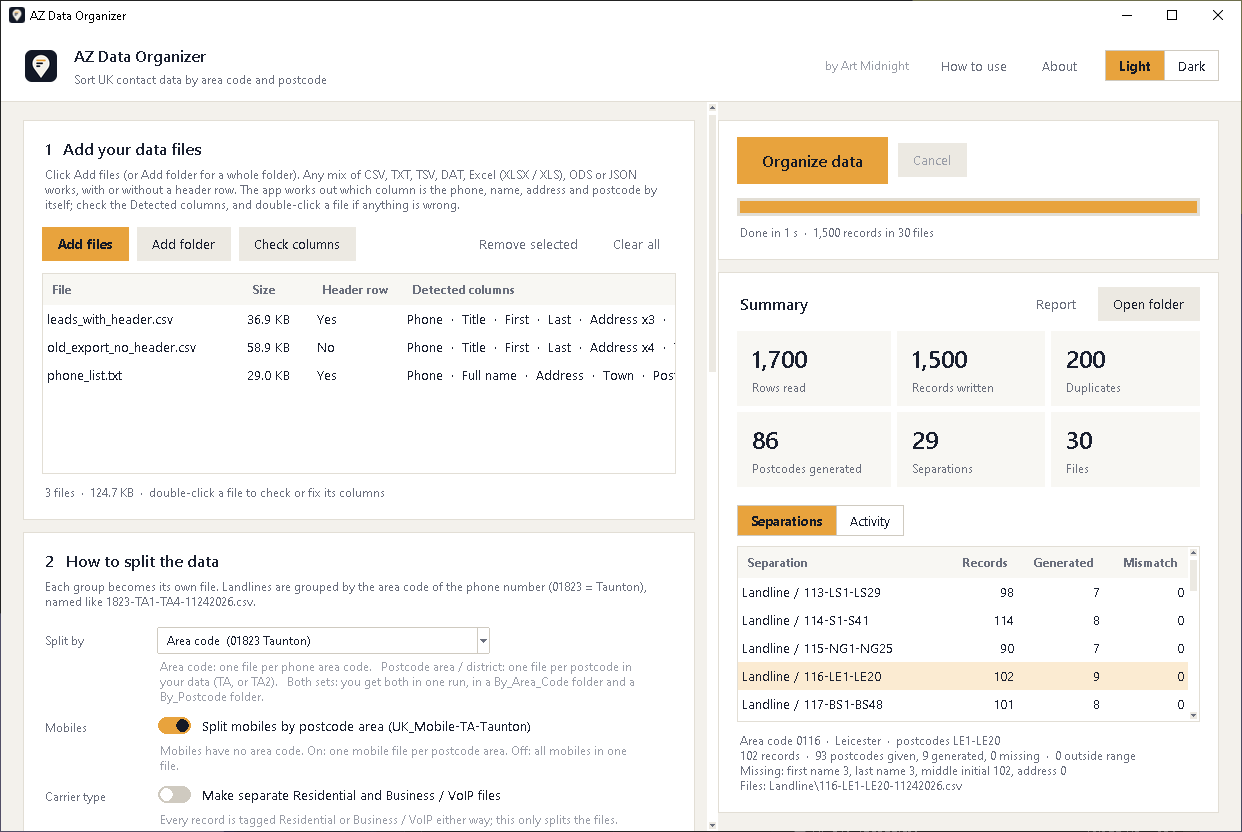 AZ Data Organizer
AZ Data Organizer
Sort UK contact data by area code and postcode
by Art Midnight
How to use
About
Light
Dark
1 Add your data files
Click Add files (or Add folder for a whole folder). Any mix of CSV, TXT, TSV, DAT, Excel (XLSX / XLS), ODS or JSON
works, with or without a header row. The app works out which column is the phone, name, address and postcode by
itself; check the Detected columns, and double-click a file if anything is wrong.
Add files
Add folder
Check columns
Remove selected
Clear all
File Size Header row Detected columns
leads_with_header.csv 36.9 KB Yes Phone · Title · First · Last · Address x3 ·
old_export_no_header.csv 58.9 KB No Phone · Title · First · Last · Address x4 ·
phone_list.txt 29.0 KB Yes Phone · Full name · Address · Town · Pos
3 files · 124.7 KB · double-click a file to check or fix its columns
2 How to split the data
Each group becomes its own file. Landlines are grouped by the area code of the phone number (01823 = Taunton),
named like 1823-TA1-TA4-11242026.csv.
Split by
Area code (01823 Taunton)
Area code: one file per phone area code. Postcode area / district: one file per postcode in
your data (TA, or TA2). Both sets: you get both in one run, in a By_Area_Code folder and a
By_Postcode folder.
Mobiles
Split mobiles by postcode area (UK_Mobile-TA-Taunton)
Mobiles have no area code. On: one mobile file per postcode area. Off: all mobiles in one
file.
Carrier type
Make separate Residential and Business / VoIP files
Every record is tagged Residential or Business / VoIP either way; this only splits the files.
Organize data
Cancel
Done in 1 s · 1,500 records in 30 files
Summary
Report
Open folder
1,700
Rows read
1,500
Records written
200
Duplicates
86
Postcodes generated
29
Separations
30
Files
Separations
Activity
Separation Records Generated Mismatch
Landline / 113-LS1-LS29 98 7 0
Landline / 114-S1-S41 114 8 0
Landline / 115-NG1-NG25 90 7 0
Landline / 116-LE1-LE20 102 9 0
Landline / 117-BS1-BS48 101 8 0
Area code 0116 · Leicester · postcodes LE1-LE20
102 records · 93 postcodes given, 9 generated, 0 missing · 0 outside range
Missing: first name 3, last name 3, middle initial 102, address 0
Files: Landline\116-LE1-LE20-11242026.csv